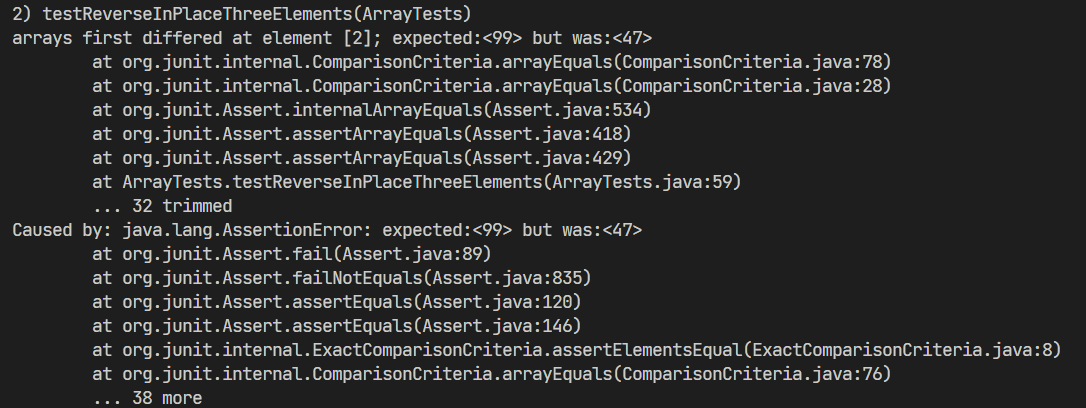 2) testReverseInPlaceThreeElements(ArrayTests)
arrays first differed at element [2]; expected:<99> but was:<47>
        at org.junit.internal.ComparisonCriteria.arrayEquals(ComparisonCriteria.java:78)
        at org.junit.internal.ComparisonCriteria.arrayEquals(ComparisonCriteria.java:28)
        at org.junit.Assert.internalArrayEquals(Assert.java:534)
        at org.junit.Assert.assertArrayEquals(Assert.java:418)
        at org.junit.Assert.assertArrayEquals(Assert.java:429)
        at ArrayTests.testReverseInPlaceThreeElements(ArrayTests.java:59)
        ... 32 trimmed
Caused by: java.lang.AssertionError: expected:<99> but was:<47>
        at org.junit.Assert.fail(Assert.java:89)
        at org.junit.Assert.failNotEquals(Assert.java:835)
        at org.junit.Assert.assertEquals(Assert.java:120)
        at org.junit.Assert.assertEquals(Assert.java:146)
        at org.junit.internal.ExactComparisonCriteria.assertElementsEqual(ExactComparisonCriteria.java:8)
        at org.junit.internal.ComparisonCriteria.arrayEquals(ComparisonCriteria.java:76)
        ... 38 more